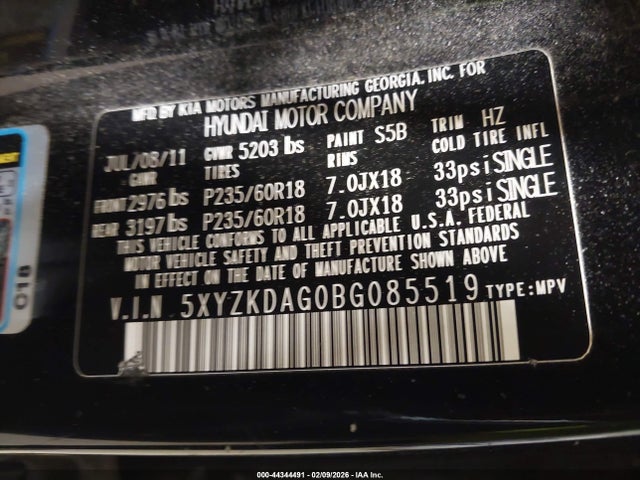 MFD BY KIA MOTORS MANUFACTURING GEORGIA, INC. FOR
HYUNDAI MOTOR COMPANY
JUL/08/11 GVWR 5203 lbs PAINT S5B TRIM HZ
GAWR TIRES RIMS COLD TIRE INFL
FRONT 2976 lbs P235/60R18 7.0JX18 33psi SINGLE
REAR 3197 lbs P235/60R18 7.0JX18 33psi SINGLE
THIS VEHICLE CONFORMS TO ALL APPLICABLE U.S.A. FEDERAL
MOTOR VEHICLE SAFETY AND THEFT PREVENTION STANDARDS
IN EFFECT ON THE DATE OF MANUFACTURE SHOWN ABOVE
V.I.N 5XYZKDAG0BG085519 TYPE:MPV
C18
000-44344491 - 02/09/2026 - IAA Inc.